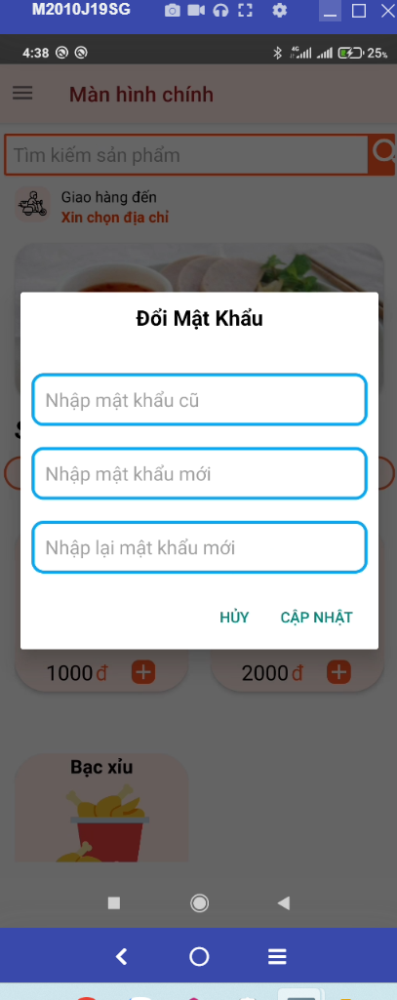 M2010J19SG
4:38
4G
25%
Màn hình chính
Tìm kiếm sản phẩm
Giao hàng đến
Xin chọn địa chỉ
Đổi Mật Khẩu
Nhập mật khẩu cũ
Nhập mật khẩu mới
Nhập lại mật khẩu mới
HỦY CẬP NHẬT
1000 đ
2000 đ
Bạc xỉu